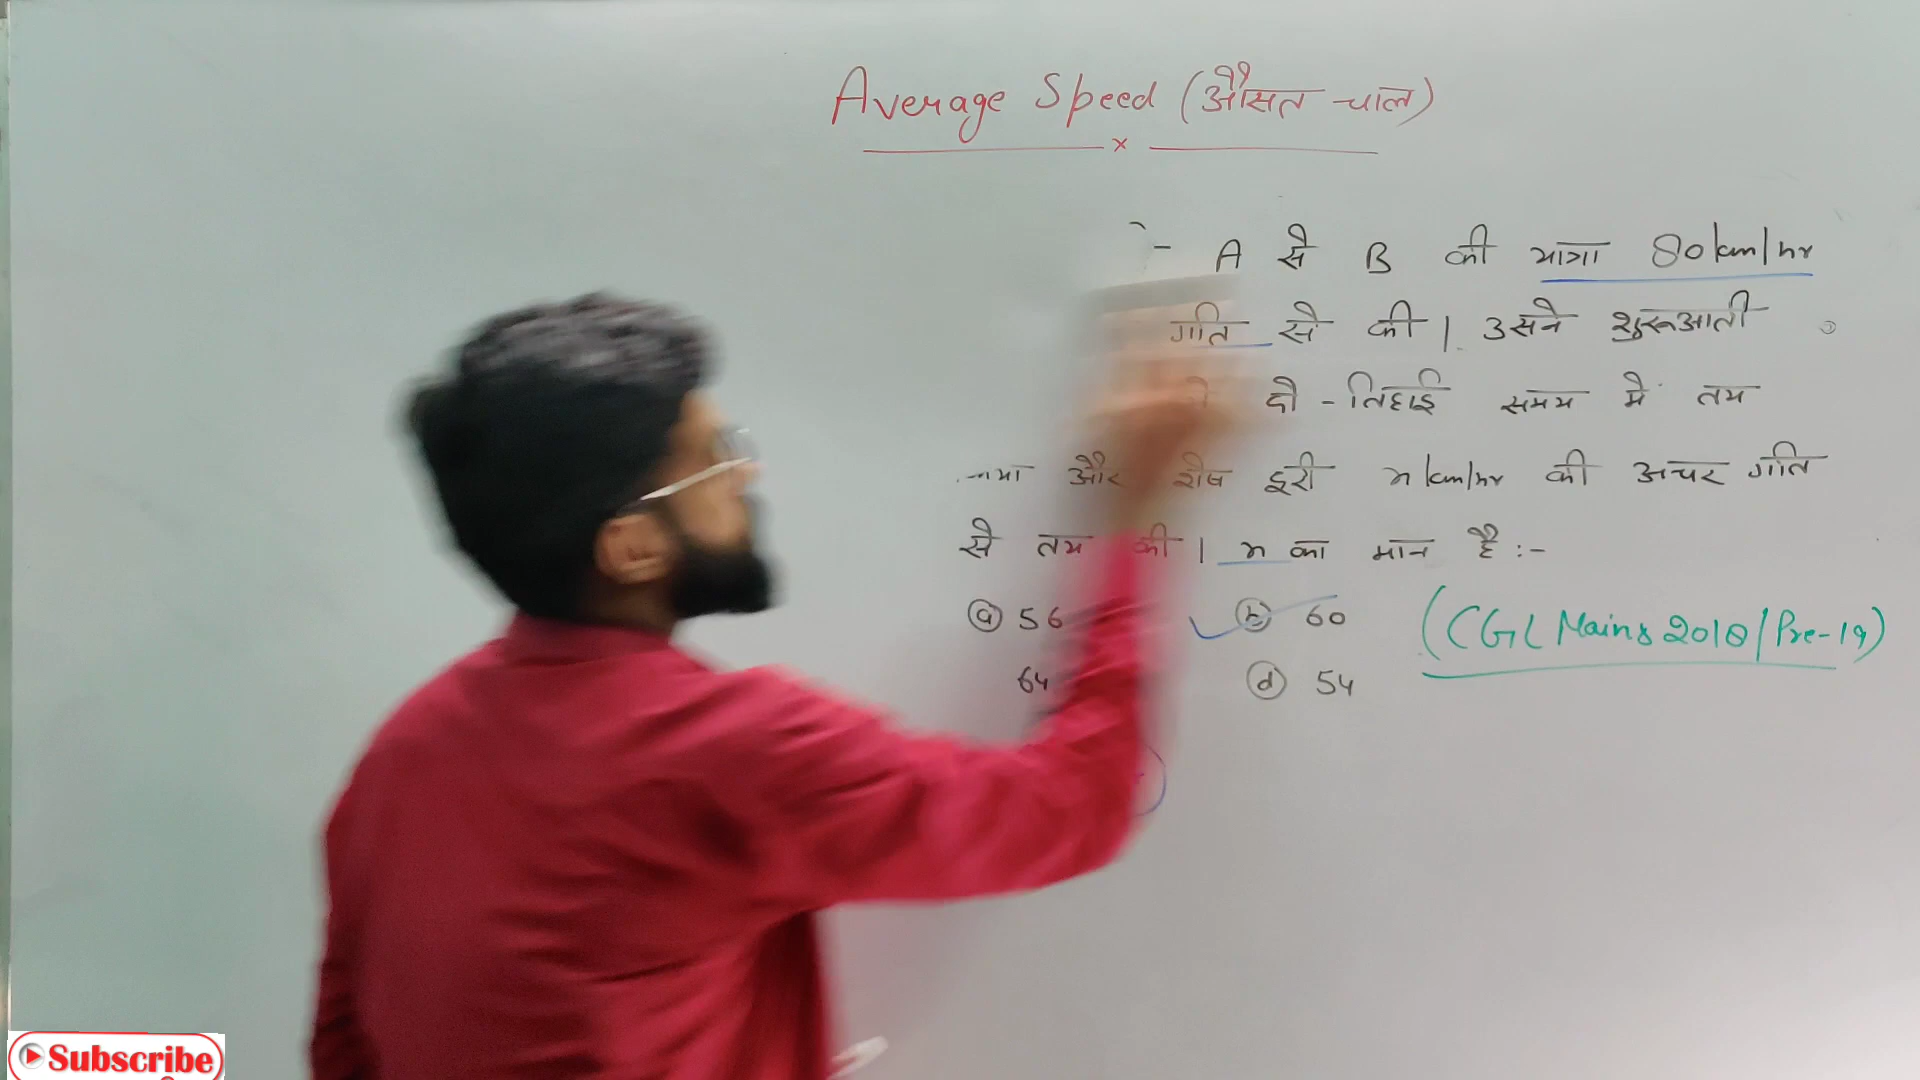 Average Speed (औसत चाल)
x
:- A से B की यात्रा 80 km/hr
गति से की | उसने शुरूआती
दो - तिहाई समय में तय
और शेष दूरी n km/hr की अचर गति
से तय की | n का मान है :-
(a) 56 (b) 60 (CGL Mains 2018/Pre-19)
64 (d) 54
Subscribe